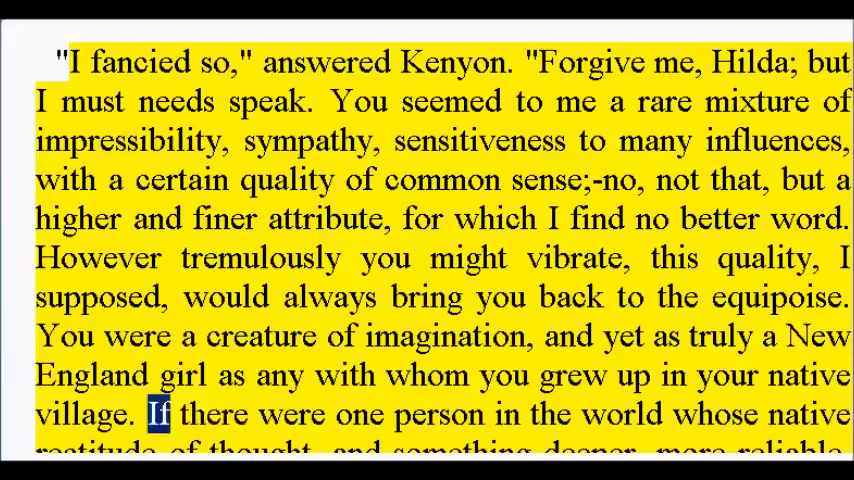 "I fancied so," answered Kenyon. "Forgive me, Hilda; but
I must needs speak. You seemed to me a rare mixture of
impressibility, sympathy, sensitiveness to many influences,
with a certain quality of common sense;-no, not that, but a
higher and finer attribute, for which I find no better word.
However tremulously you might vibrate, this quality, I
supposed, would always bring you back to the equipoise.
You were a creature of imagination, and yet as truly a New
England girl as any with whom you grew up in your native
village. If there were one person in the world whose native
rectitude of thought, and something deeper, more reliable,